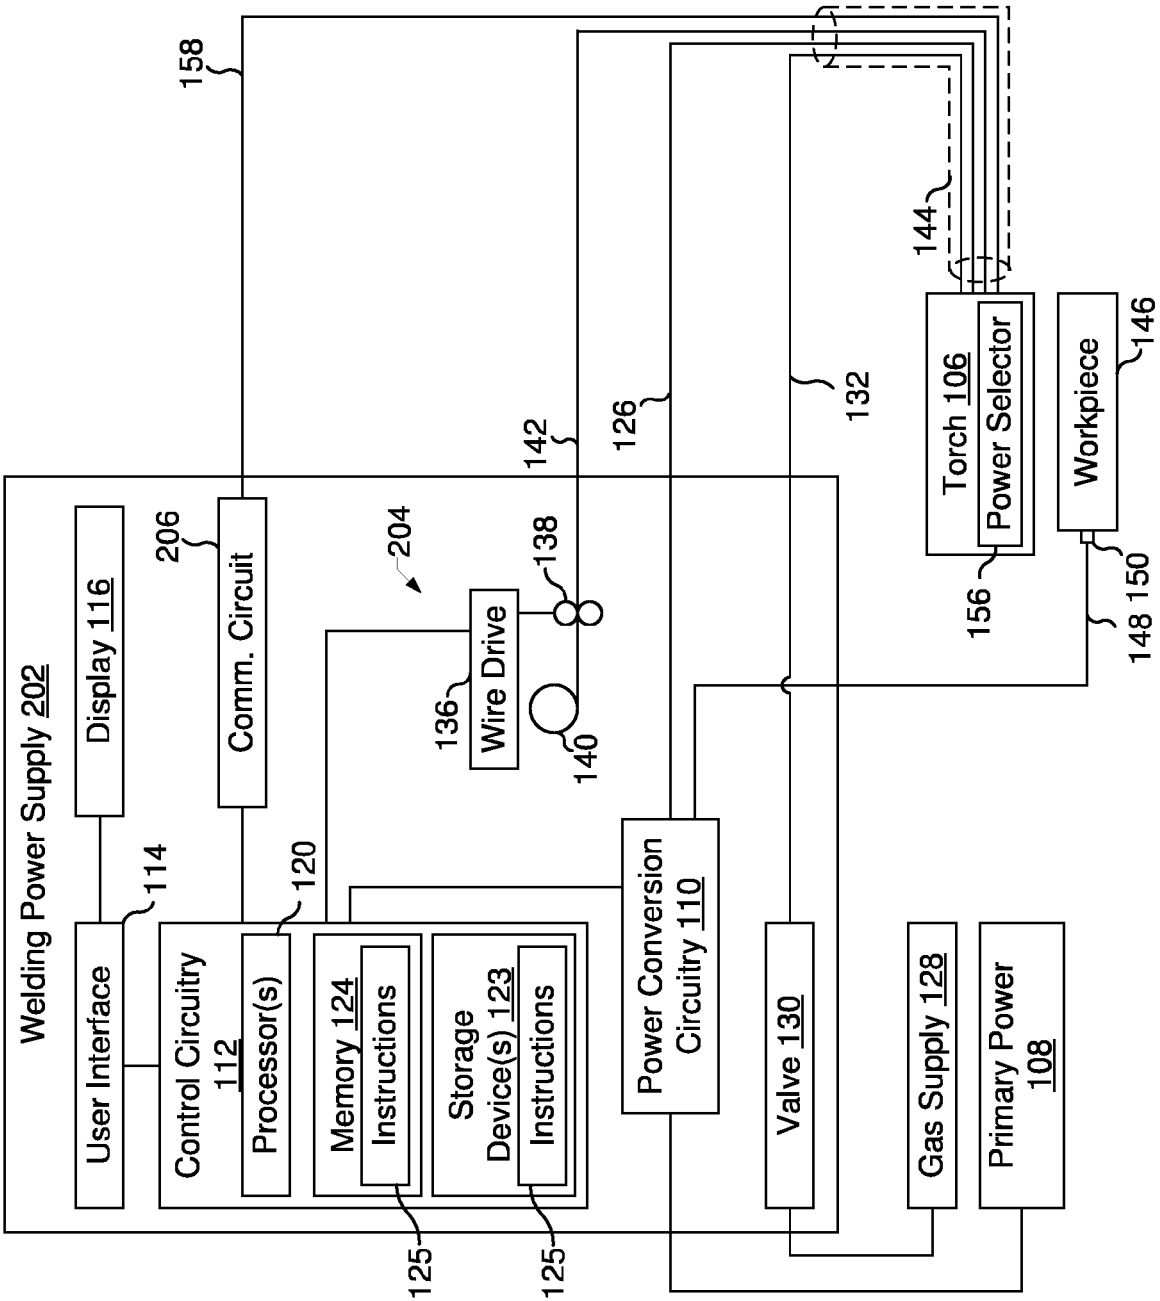 Welding Power Supply 202
User Interface
114
Display 116
Control Circuitry
112
Processor(s)
120
Memory 124
Instructions
125
Storage
Device(s) 123
Instructions
125
206
Comm. Circuit
158
136
Wire Drive
204
138
140
142
Power Conversion
Circuitry 110
126
Valve 130
132
Gas Supply 128
Primary Power
108
144
Torch 106
Power Selector
156
Workpiece
146
148
150